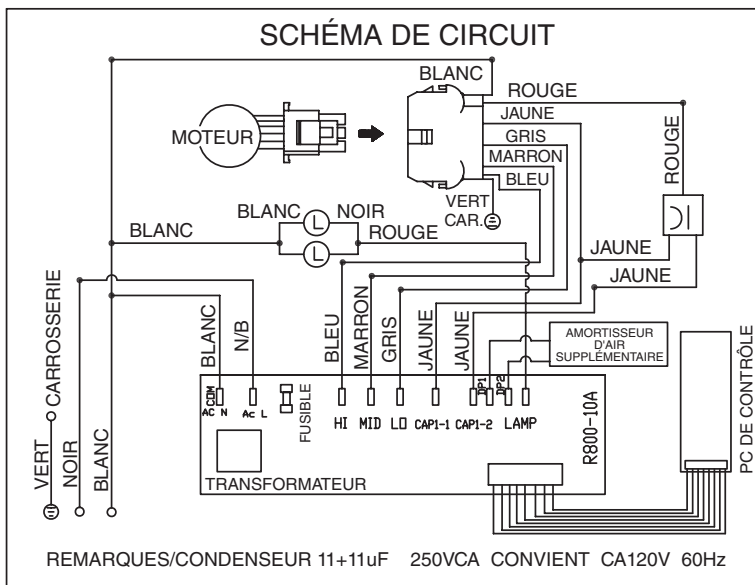 SCHÉMA DE CIRCUIT
BLANC
ROUGE
JAUNE
GRIS
MARRON
BLEU
MOTEUR
VERT
CAR.
ROUGE
BLANC
NOIR
L
L
BLANC
ROUGE
JAUNE
JAUNE
CARROSSERIE
VERT
NOIR
BLANC
BLANC
N/B
BLEU
MARRON
GRIS
JAUNE
JAUNE
AMORTISSEUR
D'AIR
SUPPLÉMENTAIRE
DP1
DP2
COM
AC N
Ac L
FUSIBLE
HI
MID
LO
CAP1-1
CAP1-2
LAMP
R800-10A
TRANSFORMATEUR
PC DE CONTRÔLE
REMARQUES/CONDENSEUR 11+11uF 250VCA CONVIENT CA120V 60Hz